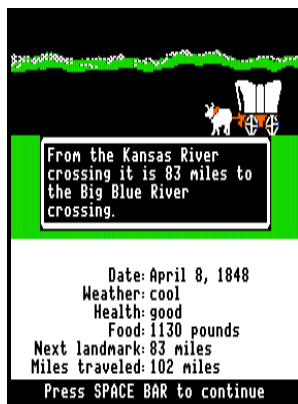 From the Kansas River
crossing it is 83 miles to
the Big Blue River
crossing.
Date: April 8, 1848
Weather: cool
Health: good
Food: 1130 pounds
Next landmark: 83 miles
Miles traveled: 102 miles
Press SPACE BAR to continue